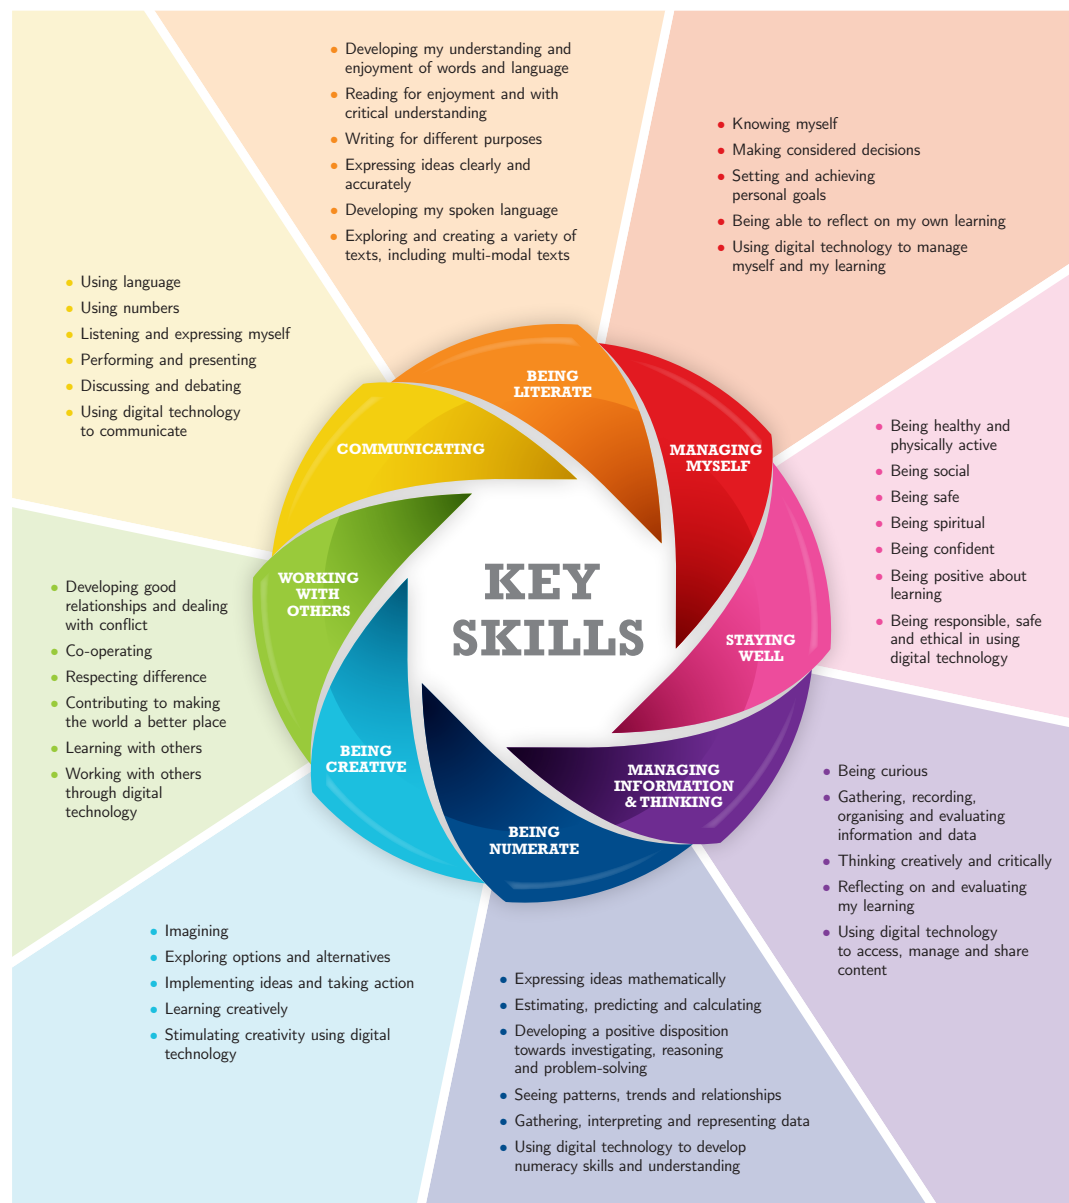 KEY
SKILLS
BEING
LITERATE
• Developing my understanding and
enjoyment of words and language
• Reading for enjoyment and with
critical understanding
• Writing for different purposes
• Expressing ideas clearly and
accurately
• Developing my spoken language
• Exploring and creating a variety of
texts, including multi-modal texts
MANAGING
MYSELF
• Knowing myself
• Making considered decisions
• Setting and achieving
personal goals
• Being able to reflect on my own learning
• Using digital technology to manage
myself and my learning
STAYING
WELL
• Being healthy and
physically active
• Being social
• Being safe
• Being spiritual
• Being confident
• Being positive about
learning
• Being responsible, safe
and ethical in using
digital technology
MANAGING
INFORMATION
& THINKING
• Being curious
• Gathering, recording,
organising and evaluating
information and data
• Thinking creatively and critically
• Reflecting on and evaluating
my learning
• Using digital technology
to access, manage and share
content
BEING
NUMERATE
• Expressing ideas mathematically
• Estimating, predicting and calculating
• Developing a positive disposition
towards investigating, reasoning
and problem-solving
• Seeing patterns, trends and relationships
• Gathering, interpreting and representing data
• Using digital technology to develop
numeracy skills and understanding
BEING
CREATIVE
• Imagining
• Exploring options and alternatives
• Implementing ideas and taking action
• Learning creatively
• Stimulating creativity using digital
technology
WORKING
WITH
OTHERS
• Developing good
relationships and dealing
with conflict
• Co-operating
• Respecting difference
• Contributing to making
the world a better place
• Learning with others
• Working with others
through digital
technology
COMMUNICATING
• Using language
• Using numbers
• Listening and expressing myself
• Performing and presenting
• Discussing and debating
• Using digital technology
to communicate